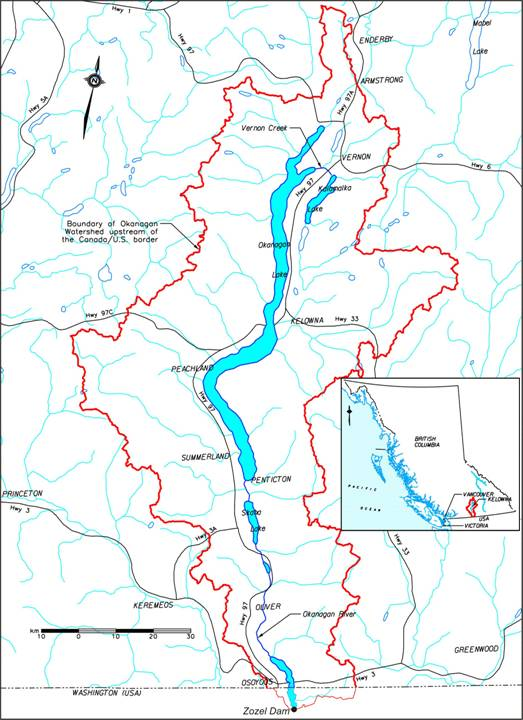 Hwy 1
Mabel
Lake
ENDERBY
Hwy 97
ARMSTRONG
N
Hwy 5A
Hwy 97A
Vernon Creek
VERNON
Hwy 6
Hwy 97
Kalamalka
Lake
Boundary of Okanagan
Watershed upstream of
the Canada/U.S. border
Okanagan
Lake
Hwy 97C
KELOWNA
Hwy 33
PEACHLAND
Hwy 97
BRITISH
COLUMBIA
SUMMERLAND
PENTICTON
PACIFIC
OCEAN
VANCOUVER
KELOWNA
USA
VICTORIA
PRINCETON
Hwy 3
Skaha
Lake
Hwy 3A
Hwy 33
KEREMEOS
Hwy 97
OLIVER
Okanagan River
km
10 0 10 20 30
GREENWOOD
OSOYOOS
Hwy 3
WASHINGTON (USA)
Zozel Dam